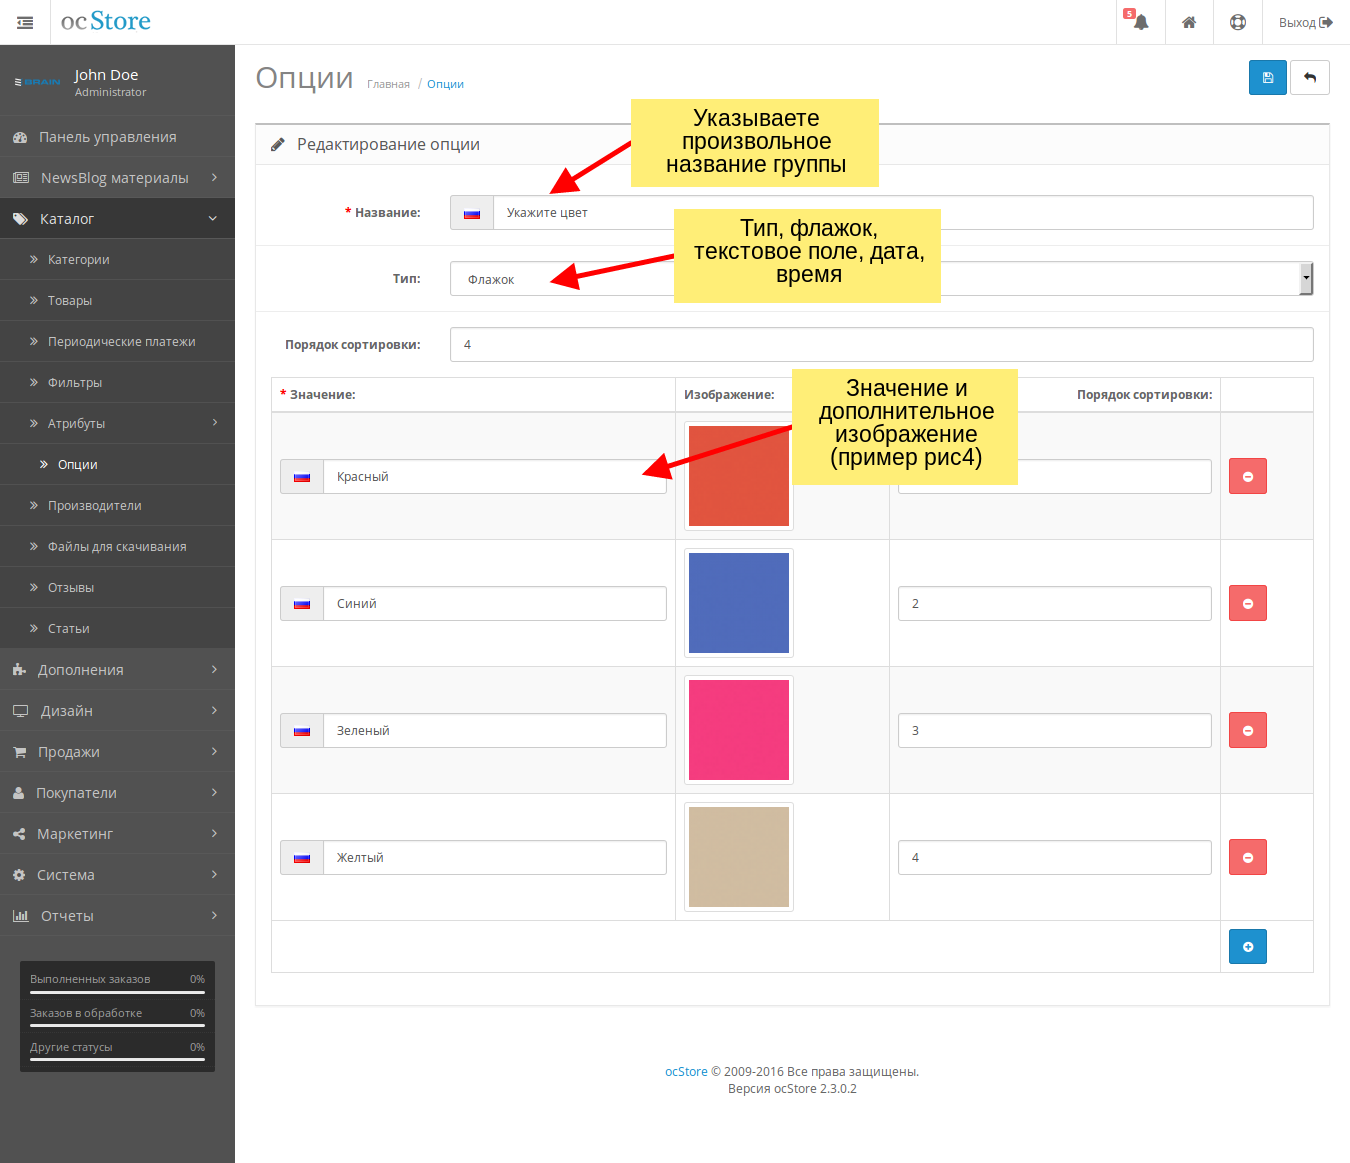 ocStore
5
Выход
John Doe
Administrator
Панель управления
NewsBlog материалы
Каталог
Категории
Товары
Периодические платежи
Фильтры
Атрибуты
Опции
Производители
Файлы для скачивания
Отзывы
Статьи
Дополнения
Дизайн
Продажи
Покупатели
Маркетинг
Система
Отчеты
Выполненных заказов 0%
Заказов в обработке 0%
Другие статусы 0%
Опции Главная / Опции
Редактирование опции
Указываете
произвольное
название группы
* Название: Укажите цвет
Тип, флажок,
текстовое поле, дата,
время
Тип: Флажок
Порядок сортировки: 4
* Значение: Изображение: Порядок сортировки:
Значение и
дополнительное
изображение
(пример рис4)
Красный
Синий 2
Зеленый 3
Желтый 4
ocStore © 2009-2016 Все права защищены.
Версия ocStore 2.3.0.2